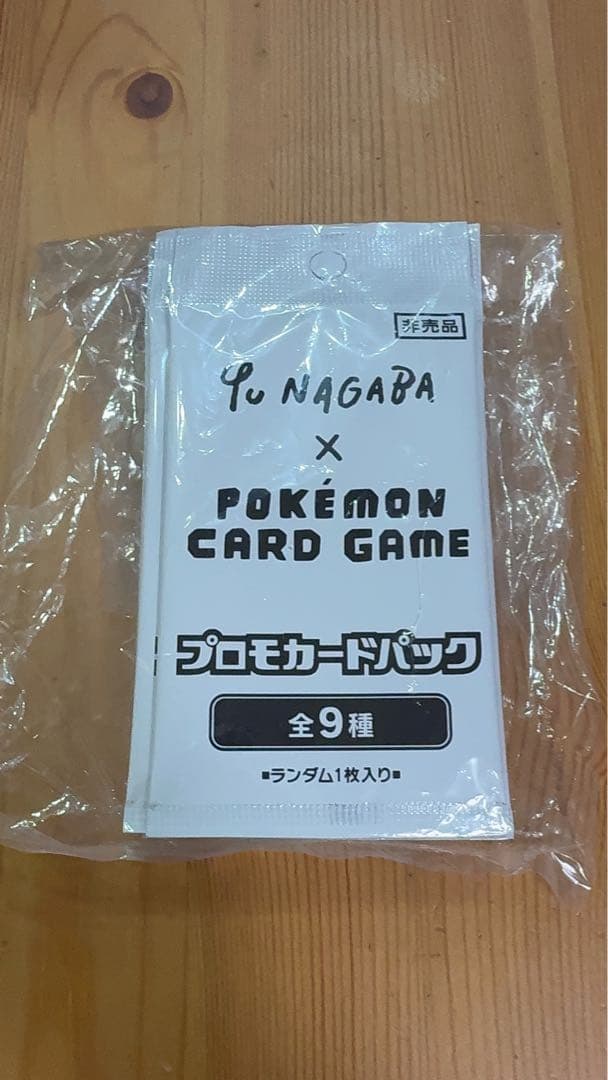 非売品
Yu NAGABA
×
POKÉMON
CARD GAME
プロモカードパック
全9種
■ランダム1枚入り■